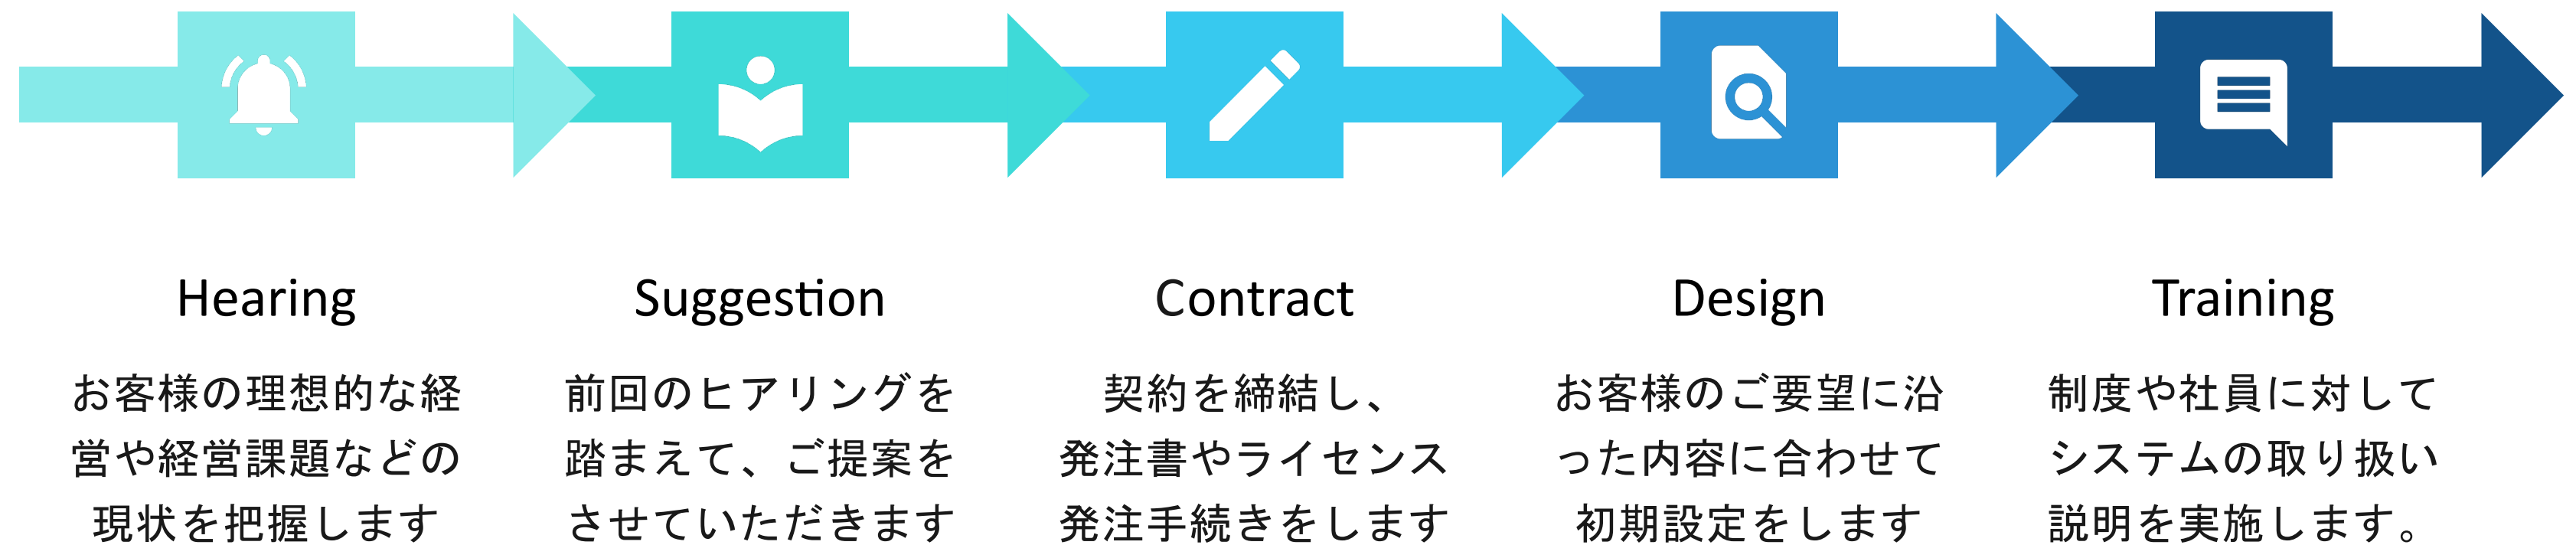 Hearing
お客様の理想的な経
営や経営課題などの
現状を把握します
Suggestion
前回のヒアリングを
踏まえて、ご提案を
させていただきます
Contract
契約を締結し、
発注書やライセンス
発注手続きをします
Design
お客様のご要望に沿
った内容に合わせて
初期設定をします
Training
制度や社員に対して
システムの取り扱い
説明を実施します。